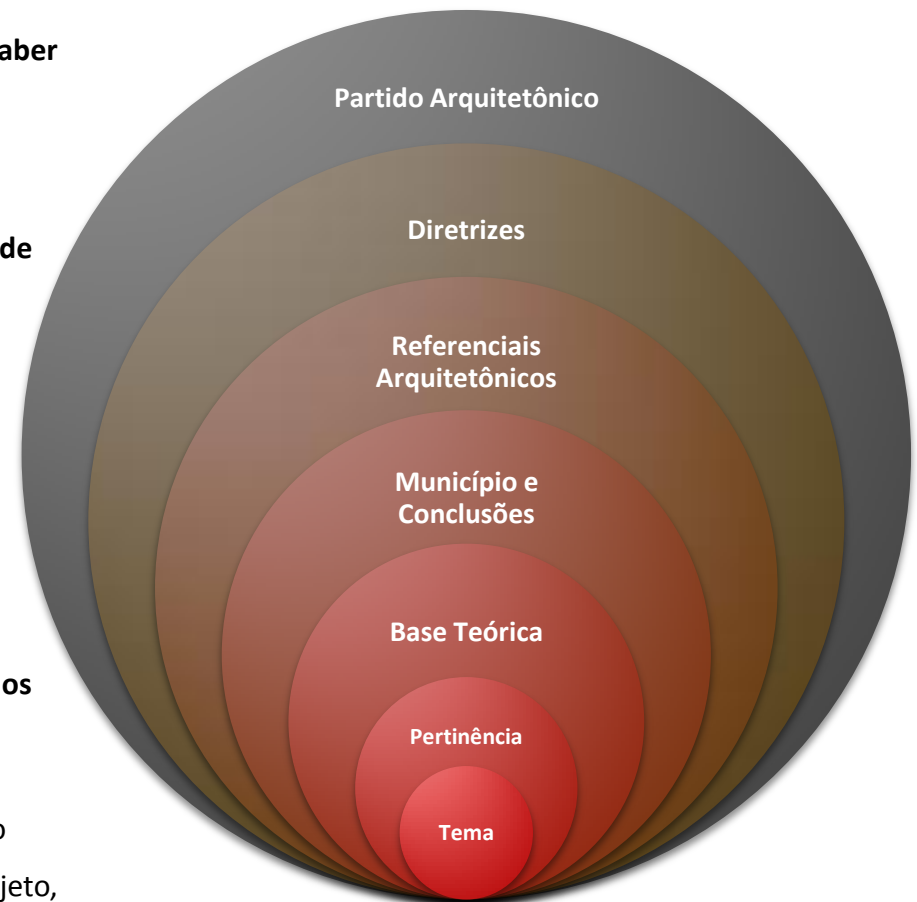 aber
de
os
o
jeto,
Partido Arquitetônico
Diretrizes
Referenciais
Arquitetônicos
Município e
Conclusões
Base Teórica
Pertinência
Tema